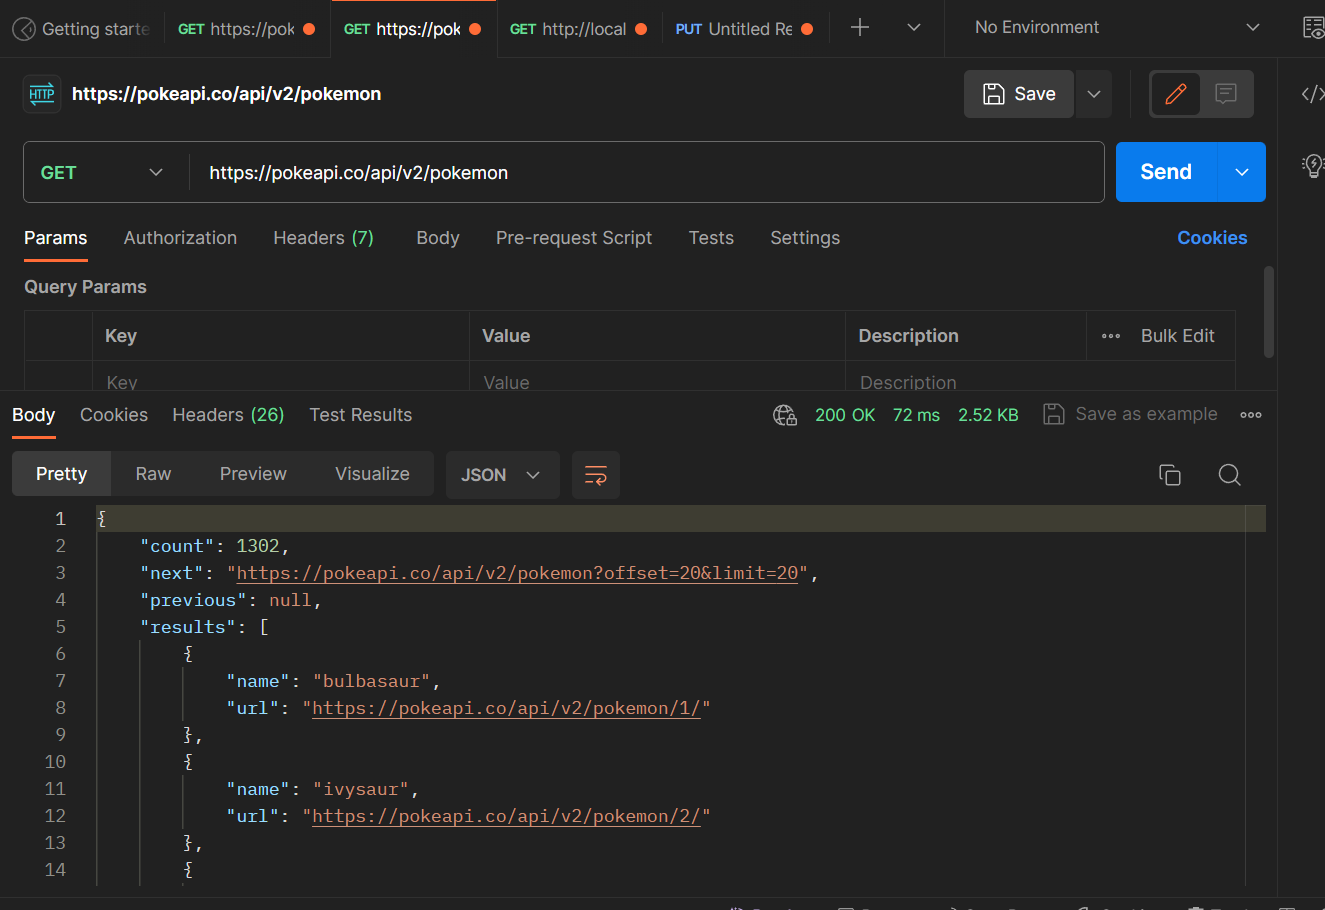 Getting starte GET https://pok GET https://pok GET http://local PUT Untitled Re No Environment
HTTP https://pokeapi.co/api/v2/pokemon Save
GET https://pokeapi.co/api/v2/pokemon Send
Params Authorization Headers (7) Body Pre-request Script Tests Settings Cookies
Query Params
Key Value Description Bulk Edit
Key Value Description
Body Cookies Headers (26) Test Results 200 OK 72 ms 2.52 KB Save as example
Pretty Raw Preview Visualize JSON
1 {
2 "count": 1302,
3 "next": "https://pokeapi.co/api/v2/pokemon?offset=20&limit=20",
4 "previous": null,
5 "results": [
6 {
7 "name": "bulbasaur",
8 "url": "https://pokeapi.co/api/v2/pokemon/1/"
9 },
10 {
11 "name": "ivysaur",
12 "url": "https://pokeapi.co/api/v2/pokemon/2/"
13 },
14 {